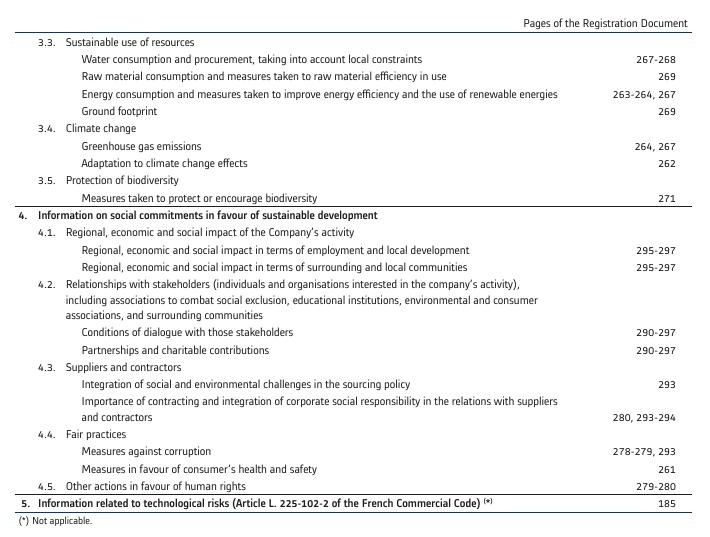 Pages of the Registration Document
3.3. Sustainable use of resources
Water consumption and procurement, taking into account local constraints 267-268
Raw material consumption and measures taken to raw material efficiency in use 269
Energy consumption and measures taken to improve energy efficiency and the use of renewable energies 263-264, 267
Ground footprint 269
3.4. Climate change
Greenhouse gas emissions 264, 267
Adaptation to climate change effects 262
3.5. Protection of biodiversity
Measures taken to protect or encourage biodiversity 271
4. Information on social commitments in favour of sustainable development
4.1. Regional, economic and social impact of the Company's activity
Regional, economic and social impact in terms of employment and local development 295-297
Regional, economic and social impact in terms of surrounding and local communities 295-297
4.2. Relationships with stakeholders (individuals and organisations interested in the company's activity),
including associations to combat social exclusion, educational institutions, environmental and consumer
associations, and surrounding communities
Conditions of dialogue with those stakeholders 290-297
Partnerships and charitable contributions 290-297
4.3. Suppliers and contractors
Integration of social and environmental challenges in the sourcing policy 293
Importance of contracting and integration of corporate social responsibility in the relations with suppliers
and contractors 280, 293-294
4.4. Fair practices
Measures against corruption 278-279, 293
Measures in favour of consumer's health and safety 261
4.5. Other actions in favour of human rights 279-280
5. Information related to technological risks (Article L. 225-102-2 of the French Commercial Code) (*) 185
(*) Not applicable.